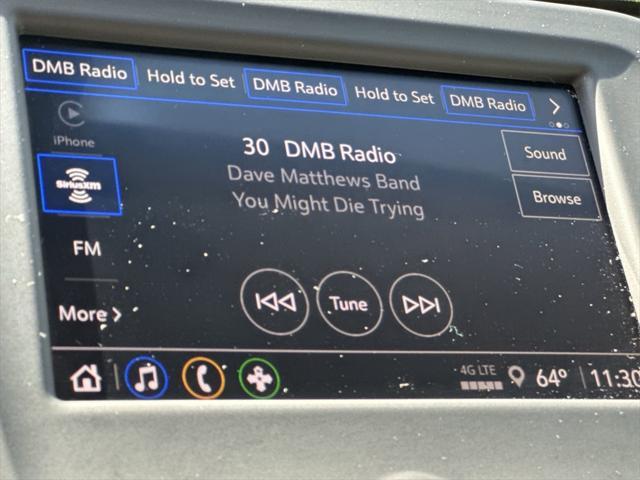 DMB Radio Hold to Set DMB Radio Hold to Set DMB Radio
iPhone
30 DMB Radio
Sound
SiriusXM
Dave Matthews Band
You Might Die Trying
Browse
FM
More
Tune
4G LTE
64°
11:30